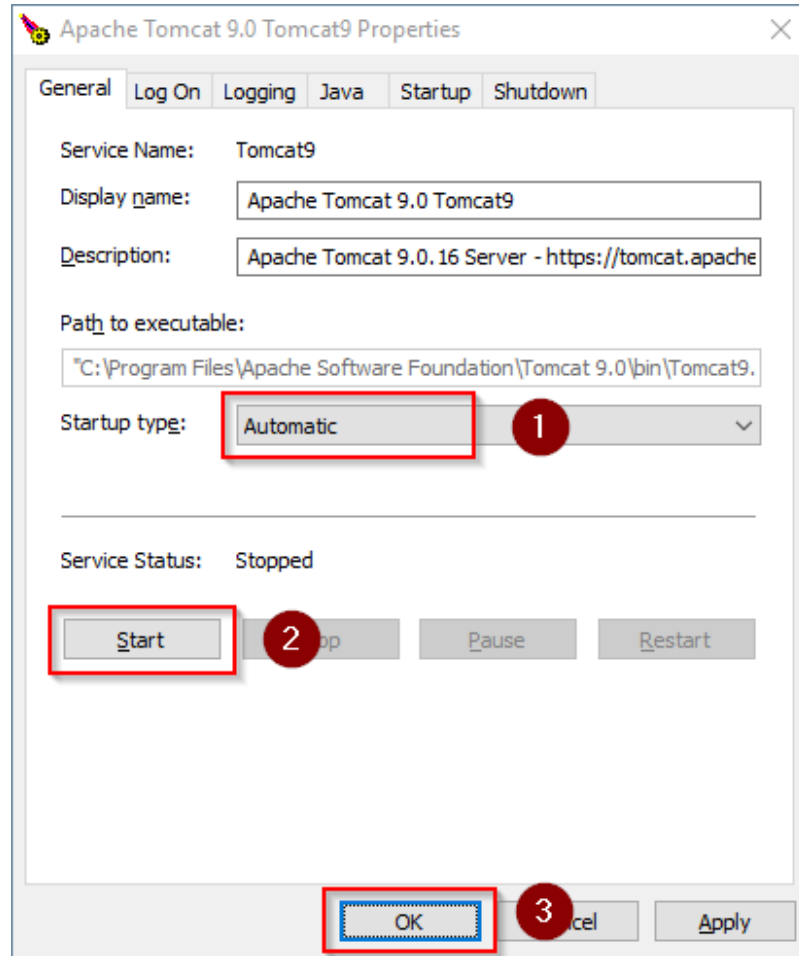 Apache Tomcat 9.0 Tomcat9 Properties
General Log On Logging Java Startup Shutdown
Service Name: Tomcat9
Display name: Apache Tomcat 9.0 Tomcat9
Description: Apache Tomcat 9.0.16 Server - https://tomcat.apache
Path to executable:
"C:\Program Files\Apache Software Foundation\Tomcat 9.0\bin\Tomcat9.
Startup type: Automatic 1
Service Status: Stopped
Start 2 Pause Restart
OK 3 Apply